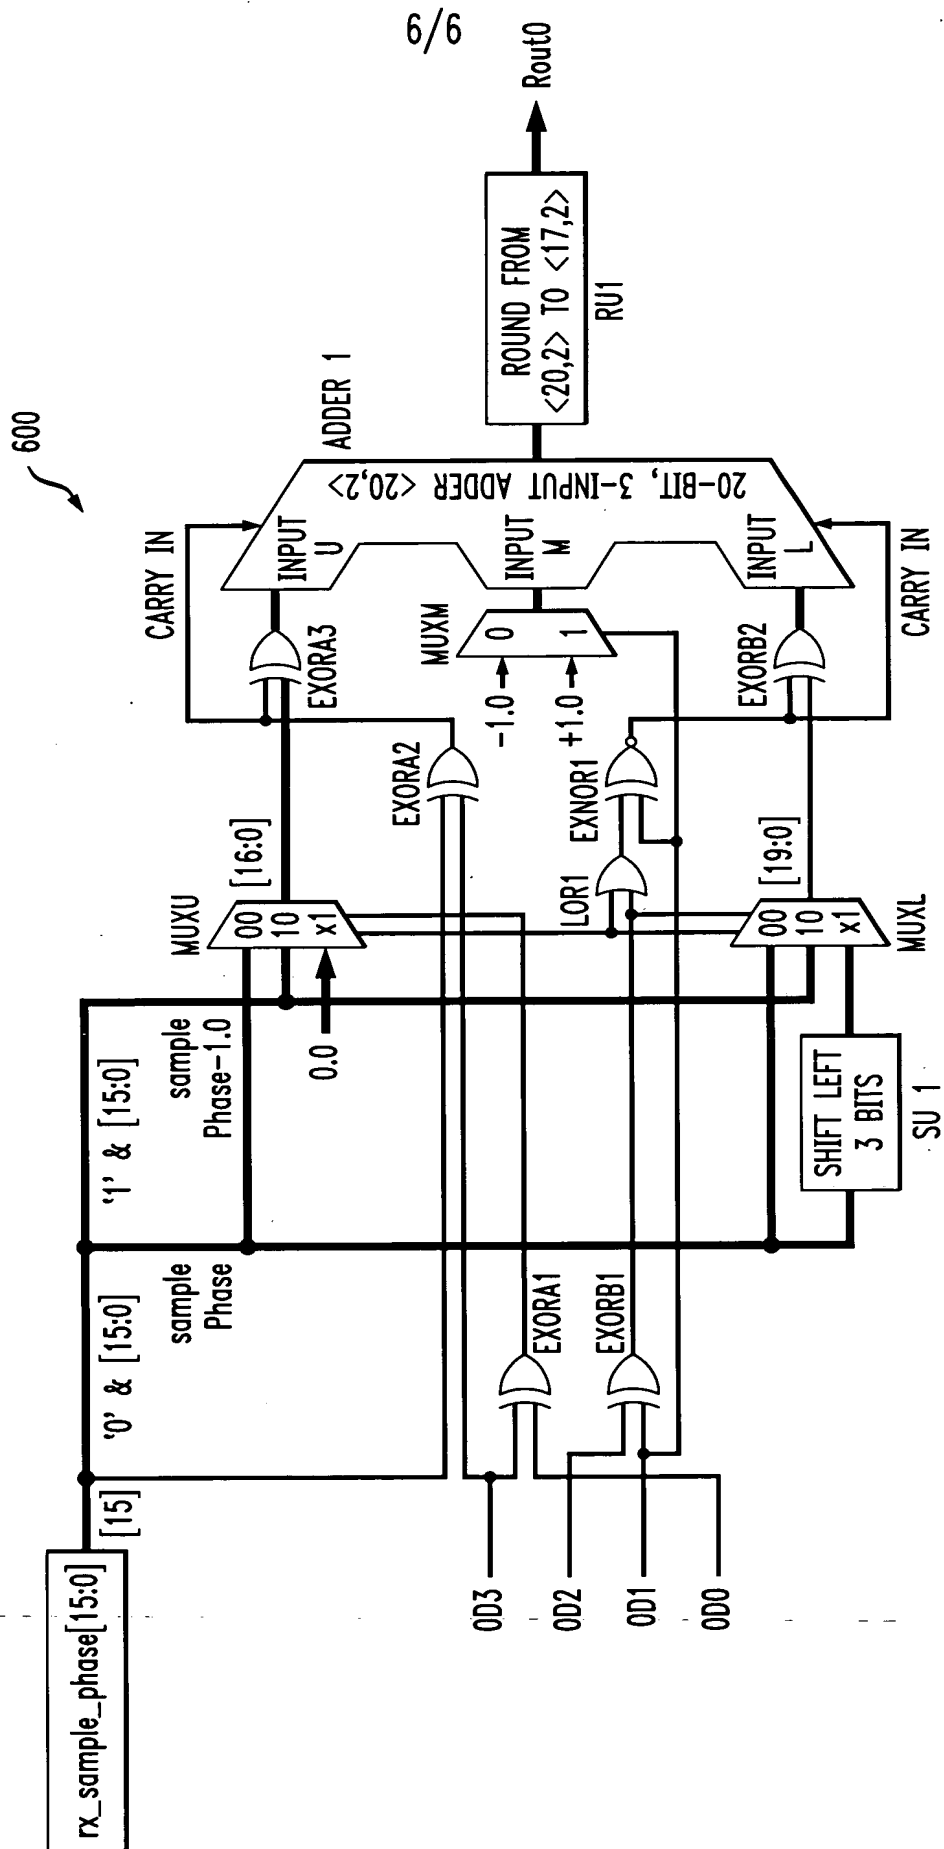 9/9
600
rx_sample_phase[15:0]
[15]
'0' & [15:0]
sample
Phase
'1' & [15:0]
sample
Phase-1.0
0.0
MUXU
00
10
x1
[16:0]
CARRY IN
EXORA3
EXORA2
INPUT
U
ADDER 1
20-BIT, 3-INPUT ADDER <20,2>
MUXM
-1.0
+1.0
0
1
INPUT
M
ROUND FROM
<20,2> TO <17,2>
RU1
Rout0
OD3
OD2
OD1
OD0
EXORA1
EXORB1
LOR1
EXNOR1
SHIFT LEFT
3 BITS
SU 1
00
10
x1
MUXL
[19:0]
EXORB2
INPUT
L
CARRY IN